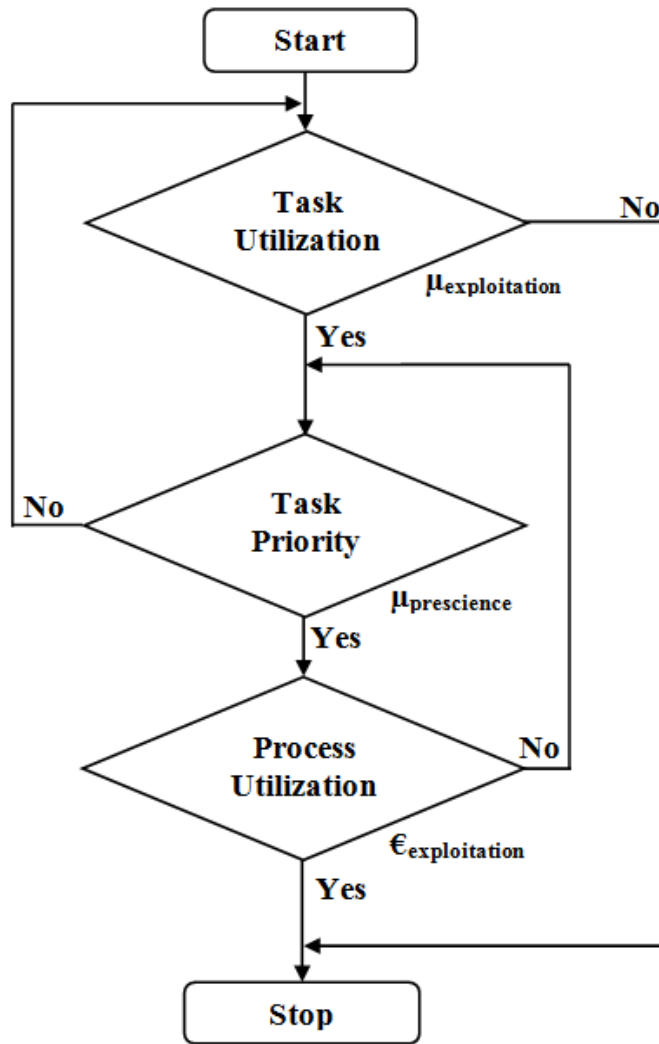 Start
Task
Utilization
No
μexploitation
Yes
No
Task
Priority
μprescience
Yes
Process
Utilization
No
€exploitation
Yes
Stop